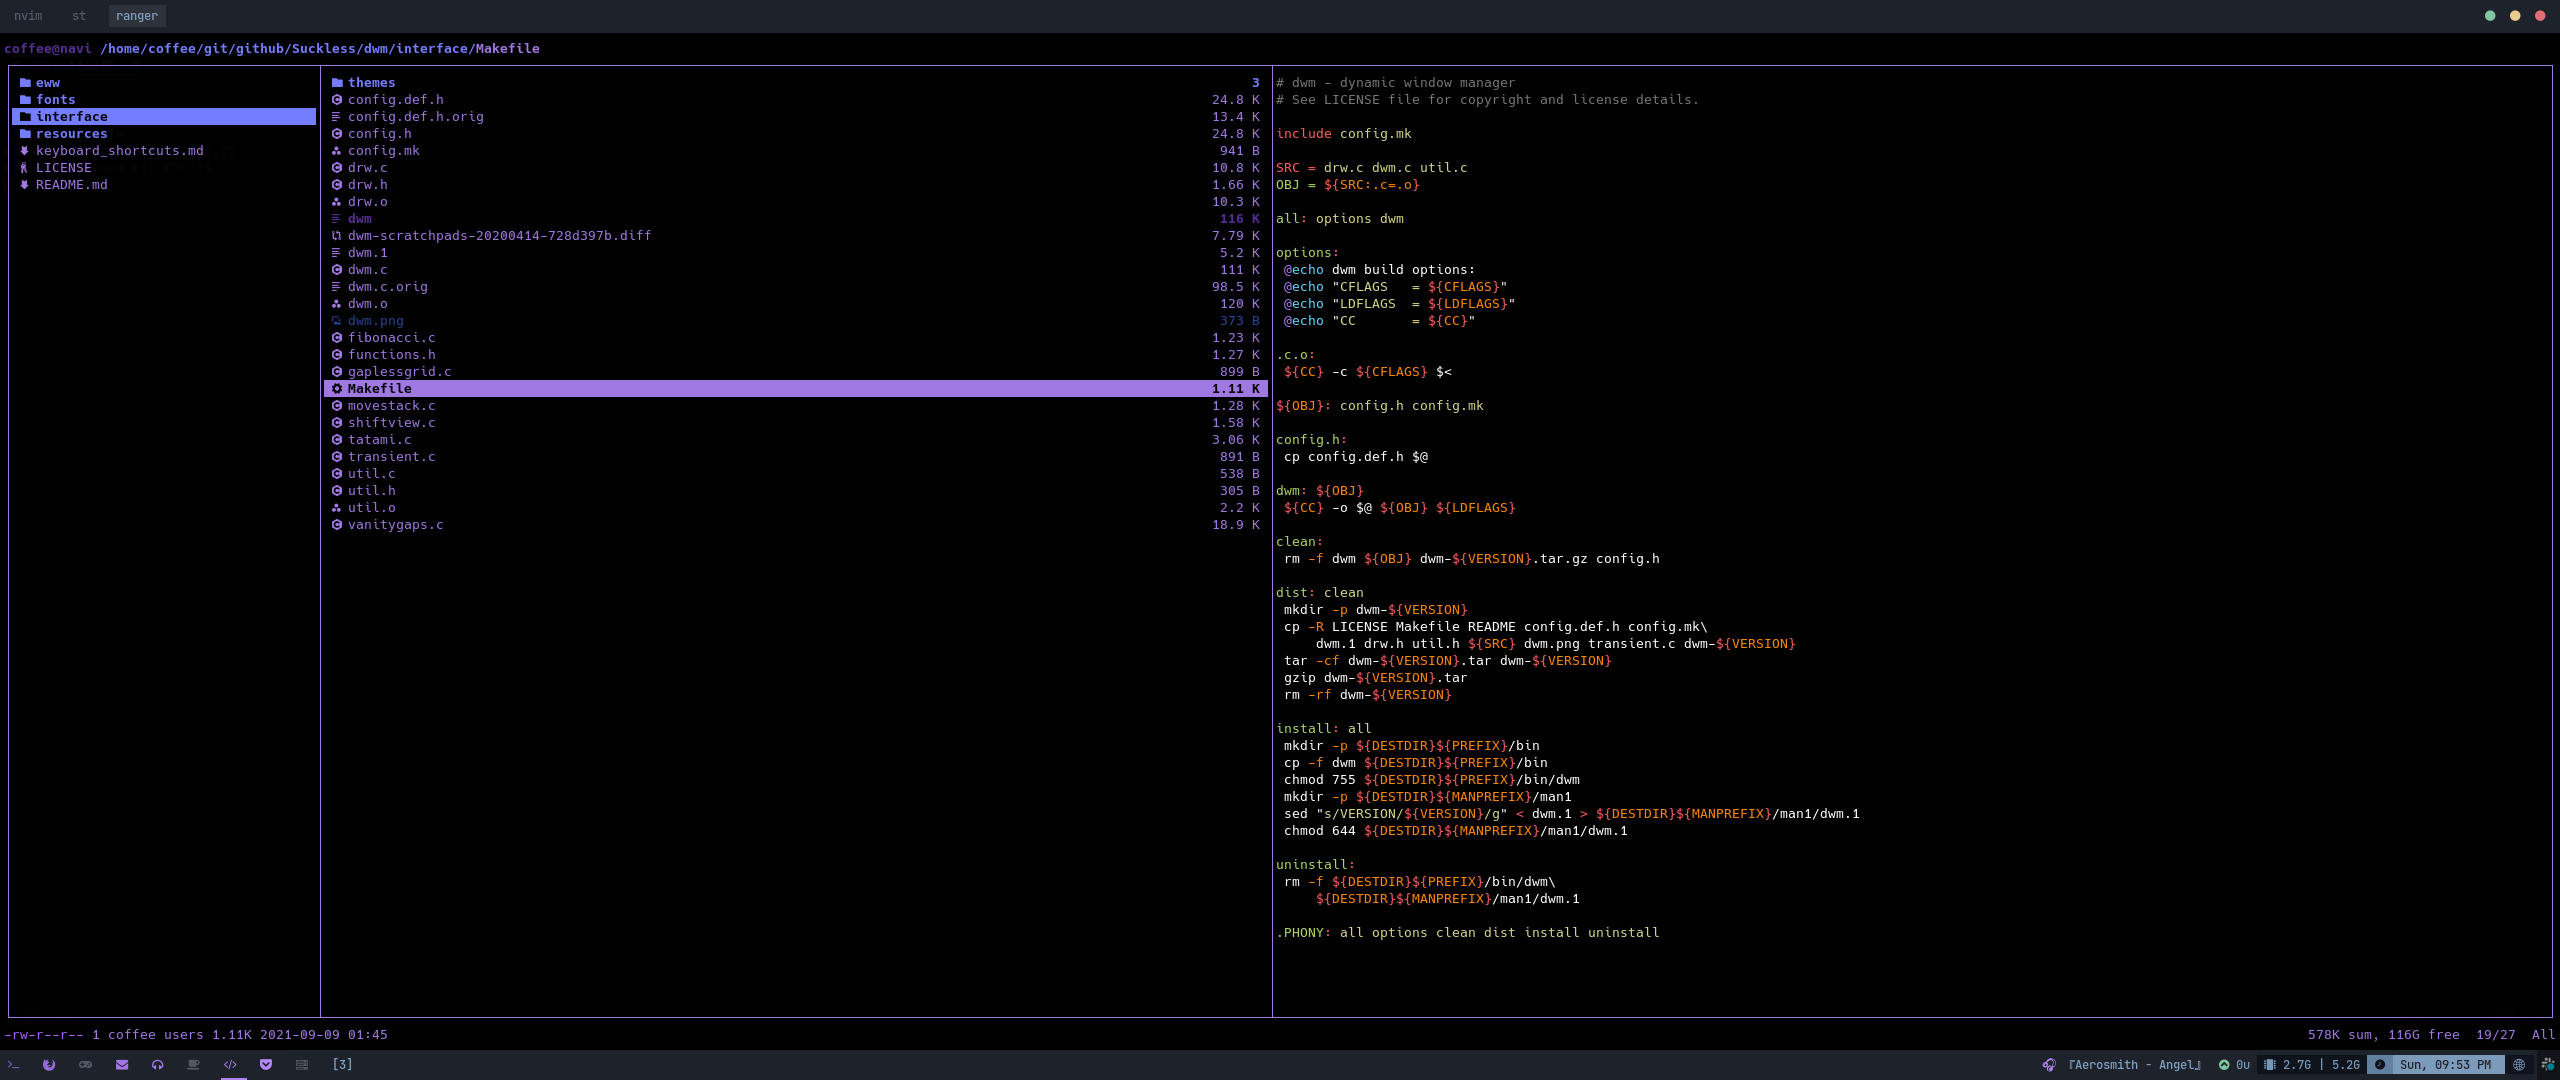 nvim st ranger
coffee@navi /home/coffee/git/github/Suckless/dwm/interface/Makefile
eww
fonts
interface
resources
keyboard_shortcuts.md
LICENSE
README.md
themes 3
config.def.h 24.8 K
config.def.h.orig 13.4 K
config.h 24.8 K
config.mk 941 B
drw.c 10.8 K
drw.h 1.66 K
drw.o 10.3 K
dwm 116 K
dwm-scratchpads-20200414-728d397b.diff 7.79 K
dwm.1 5.2 K
dwm.c 111 K
dwm.c.orig 98.5 K
dwm.o 120 K
dwm.png 373 B
fibonacci.c 1.23 K
functions.h 1.27 K
gaplessgrid.c 899 B
Makefile 1.11 K
movestack.c 1.28 K
shiftview.c 1.58 K
tatami.c 3.06 K
transient.c 891 B
util.c 538 B
util.h 305 B
util.o 2.2 K
vanitygaps.c 18.9 K
# dwm - dynamic window manager
# See LICENSE file for copyright and license details.
include config.mk
SRC = drw.c dwm.c util.c
OBJ = ${SRC:.c=.o}
all: options dwm
options:
@echo dwm build options:
@echo "CFLAGS   = ${CFLAGS}"
@echo "LDFLAGS  = ${LDFLAGS}"
@echo "CC       = ${CC}"
.c.o:
${CC} -c ${CFLAGS} $<
${OBJ}: config.h config.mk
config.h:
cp config.def.h $@
dwm: ${OBJ}
${CC} -o $@ ${OBJ} ${LDFLAGS}
clean:
rm -f dwm ${OBJ} dwm-${VERSION}.tar.gz config.h
dist: clean
mkdir -p dwm-${VERSION}
cp -R LICENSE Makefile README config.def.h config.mk\
dwm.1 drw.h util.h ${SRC} dwm.png transient.c dwm-${VERSION}
tar -cf dwm-${VERSION}.tar dwm-${VERSION}
gzip dwm-${VERSION}.tar
rm -rf dwm-${VERSION}
install: all
mkdir -p ${DESTDIR}${PREFIX}/bin
cp -f dwm ${DESTDIR}${PREFIX}/bin
chmod 755 ${DESTDIR}${PREFIX}/bin/dwm
mkdir -p ${DESTDIR}${MANPREFIX}/man1
sed "s/VERSION/${VERSION}/g" < dwm.1 > ${DESTDIR}${MANPREFIX}/man1/dwm.1
chmod 644 ${DESTDIR}${MANPREFIX}/man1/dwm.1
uninstall:
rm -f ${DESTDIR}${PREFIX}/bin/dwm\
${DESTDIR}${MANPREFIX}/man1/dwm.1
.PHONY: all options clean dist install uninstall
-rw-r--r-- 1 coffee users 1.11K 2021-09-09 01:45 578K sum, 116G free 19/27 All
[3] 『Aerosmith - Angel』 0u 2.7G | 5.2G Sun, 09:53 PM